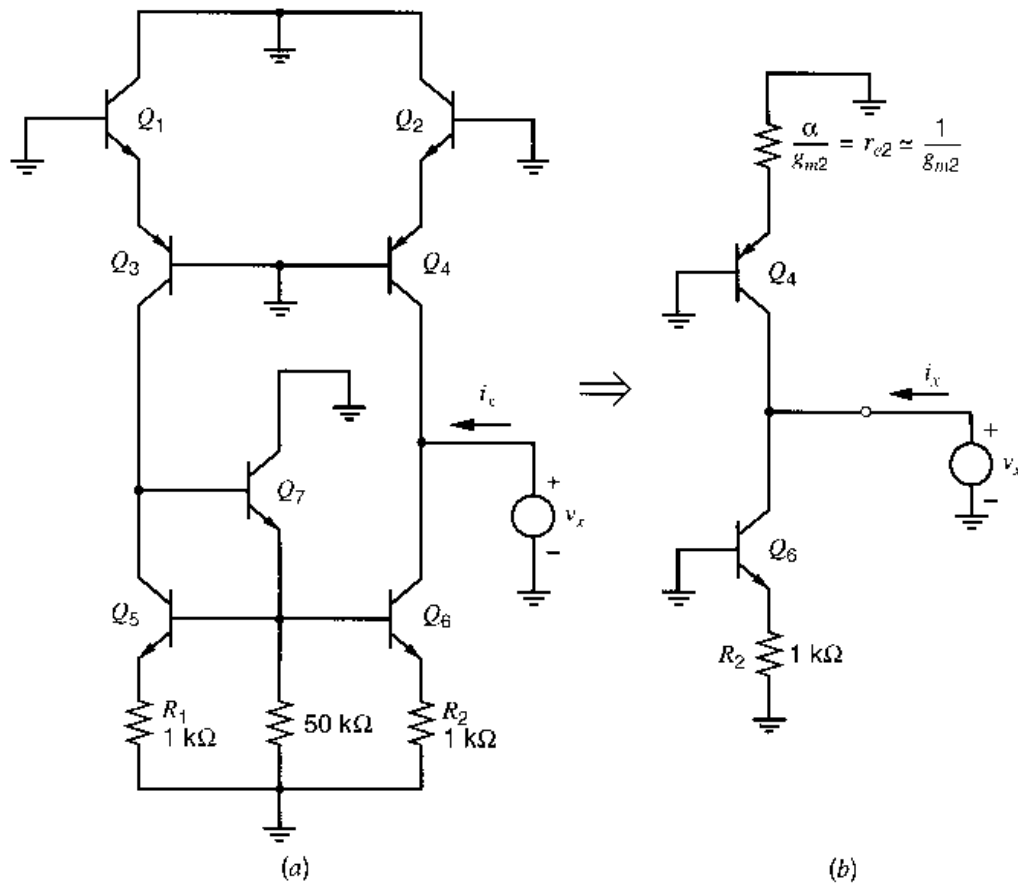 Q1
Q2
Q3
Q4
ix
Q7
+
vx
−
Q5
Q6
R1
1 kΩ
50 kΩ
R2
1 kΩ
(a)
⇒
α/gm2 = re2 ≃ 1/gm2
Q4
ix
+
vx
−
Q6
R2 1 kΩ
(b)